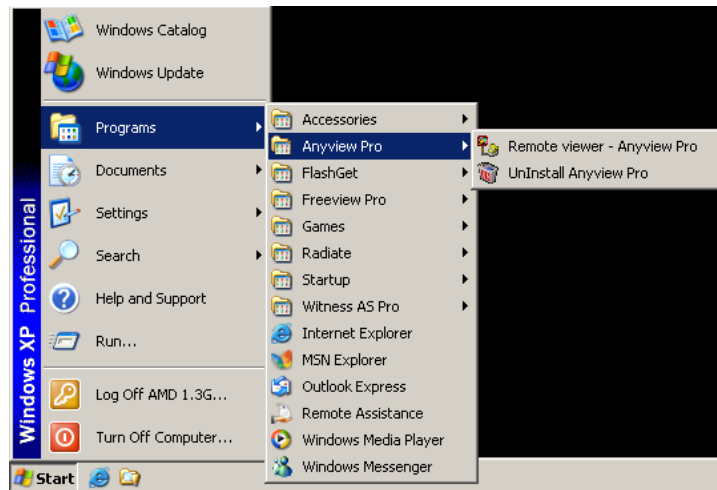 Windows Catalog
Windows Update
Programs
Documents
Settings
Search
Help and Support
Run...
Log Off AMD 1.3G...
Turn Off Computer...
Windows XP Professional
Start
Accessories
Anyview Pro
FlashGet
Freeview Pro
Games
Radiate
Startup
Witness AS Pro
Internet Explorer
MSN Explorer
Outlook Express
Remote Assistance
Windows Media Player
Windows Messenger
Remote viewer - Anyview Pro
UnInstall Anyview Pro